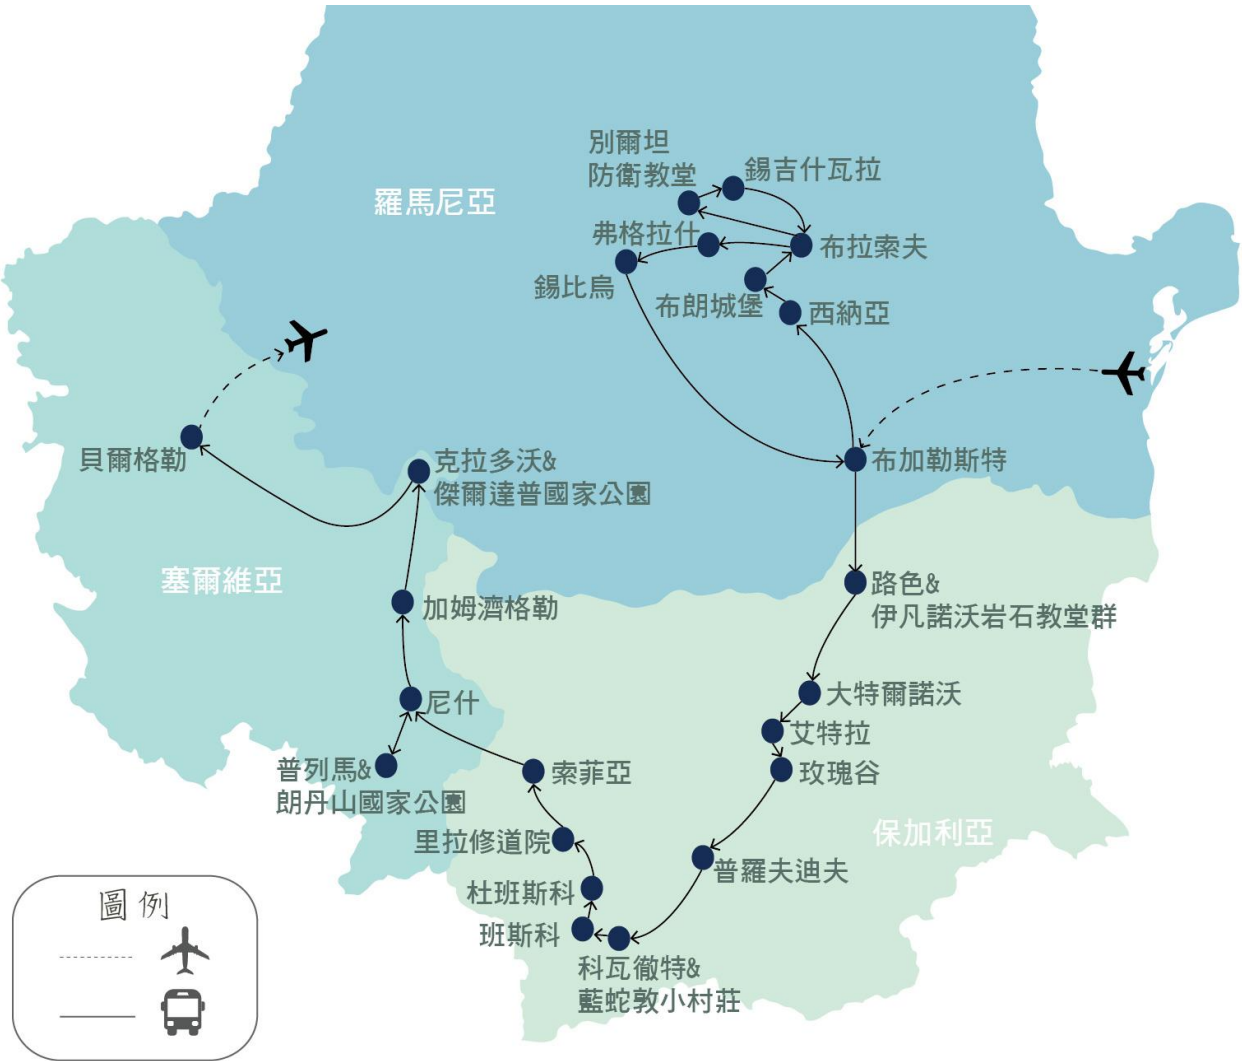 別爾坦
防衛教堂
錫吉什瓦拉
羅馬尼亞
弗格拉什
布拉索夫
錫比烏
布朗城堡
西納亞
貝爾格勒
克拉多沃&
傑爾達普國家公園
布加勒斯特
塞爾維亞
加姆濟格勒
路色&
伊凡諾沃岩石教堂群
尼什
大特爾諾沃
艾特拉
普列馬&
朗丹山國家公園
索菲亞
玫瑰谷
里拉修道院
保加利亞
普羅夫迪夫
杜班斯科
班斯科
科瓦徹特&
藍蛇敦小村莊
圖例